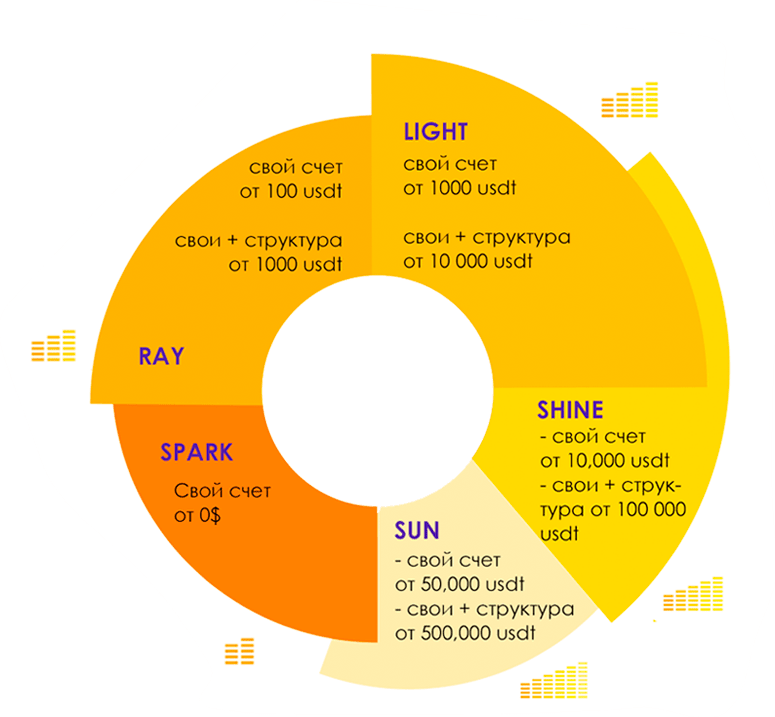 LIGHT
свой счет
от 1000 usdt
свои + структура
от 10 000 usdt
свой счет
от 100 usdt
свои + структура
от 1000 usdt
RAY
SHINE
- свой счет
от 10,000 usdt
- свои + струк-
тура от 100 000
usdt
SPARK
Свой счет
от 0$
SUN
- свой счет
от 50,000 usdt
- свои + структура
от 500,000 usdt